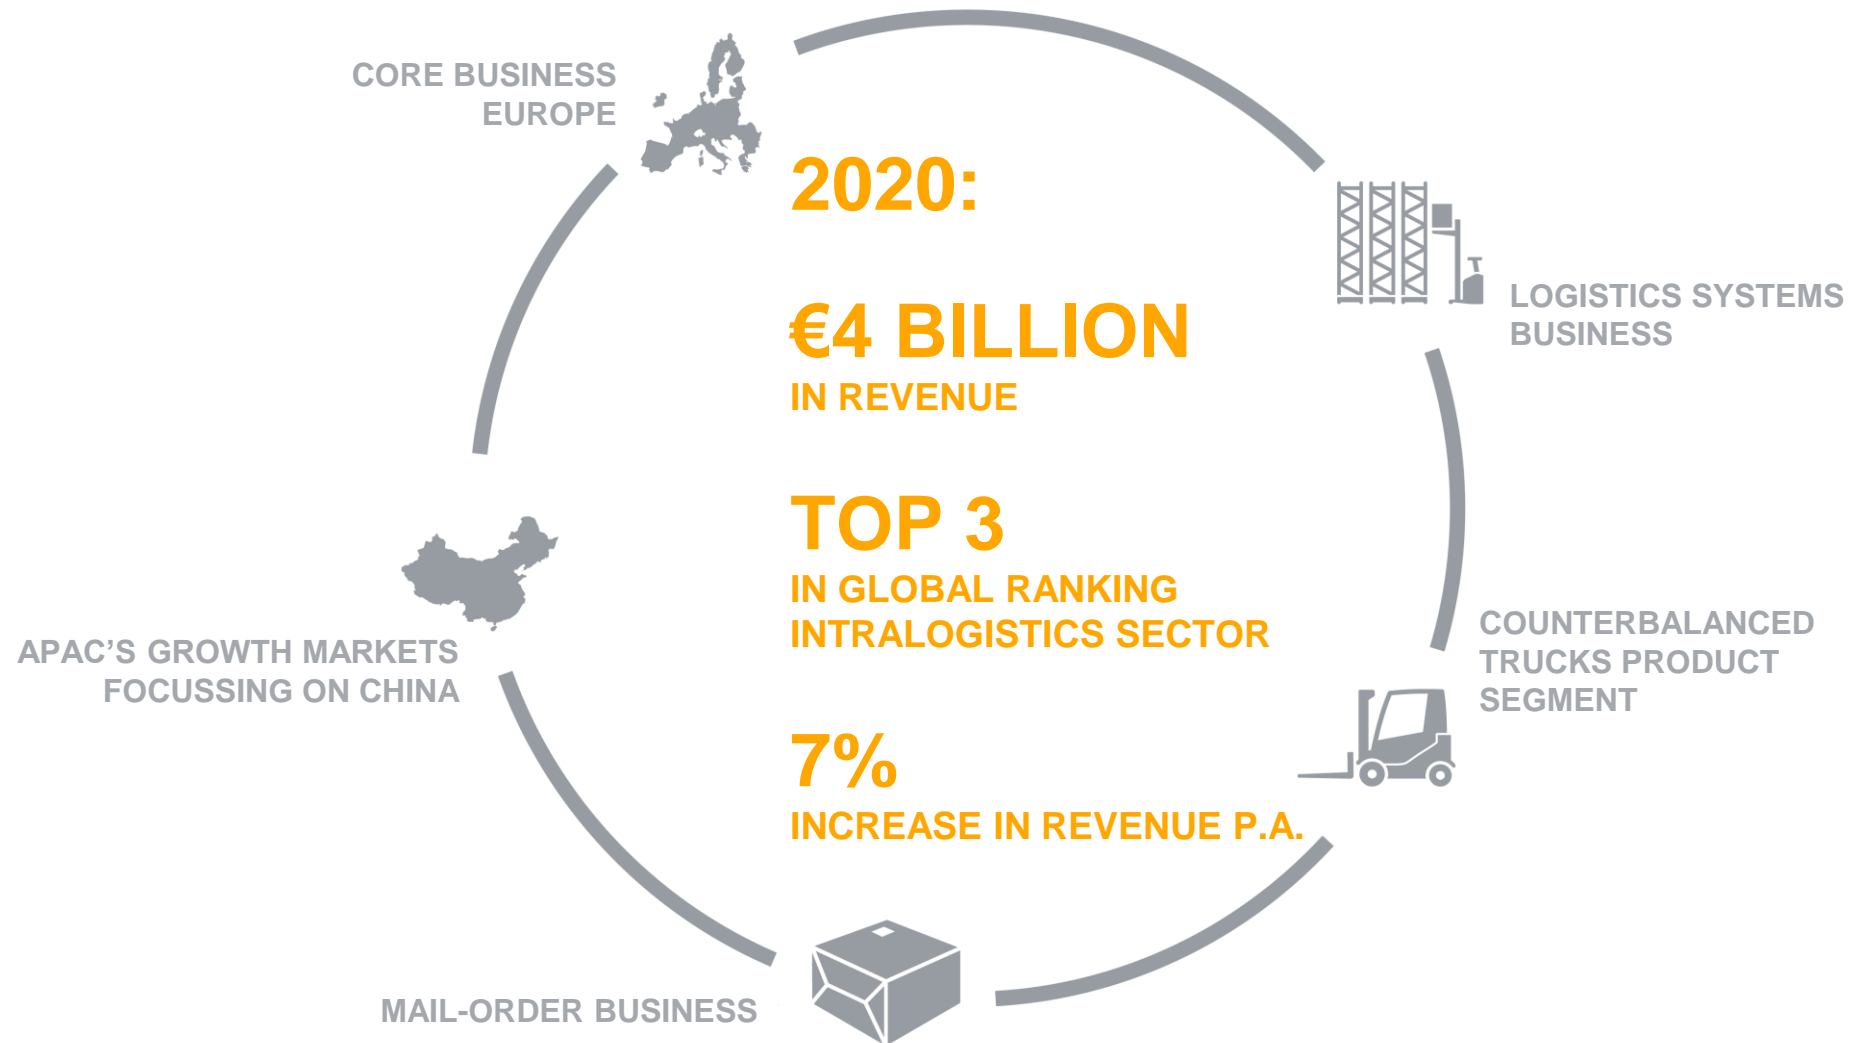 CORE BUSINESS
EUROPE
2020:
€4 BILLION
IN REVENUE
TOP 3
IN GLOBAL RANKING
INTRALOGISTICS SECTOR
7%
INCREASE IN REVENUE P.A.
LOGISTICS SYSTEMS
BUSINESS
COUNTERBALANCED
TRUCKS PRODUCT
SEGMENT
MAIL-ORDER BUSINESS
APAC’S GROWTH MARKETS
FOCUSSING ON CHINA